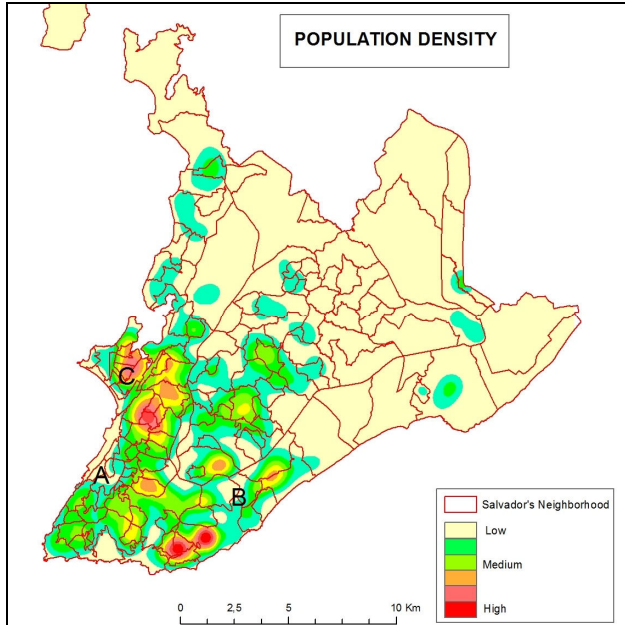 POPULATION DENSITY
C
A
B
Salvador's Neighborhood
Low
Medium
High
0 2,5 5 10 Km